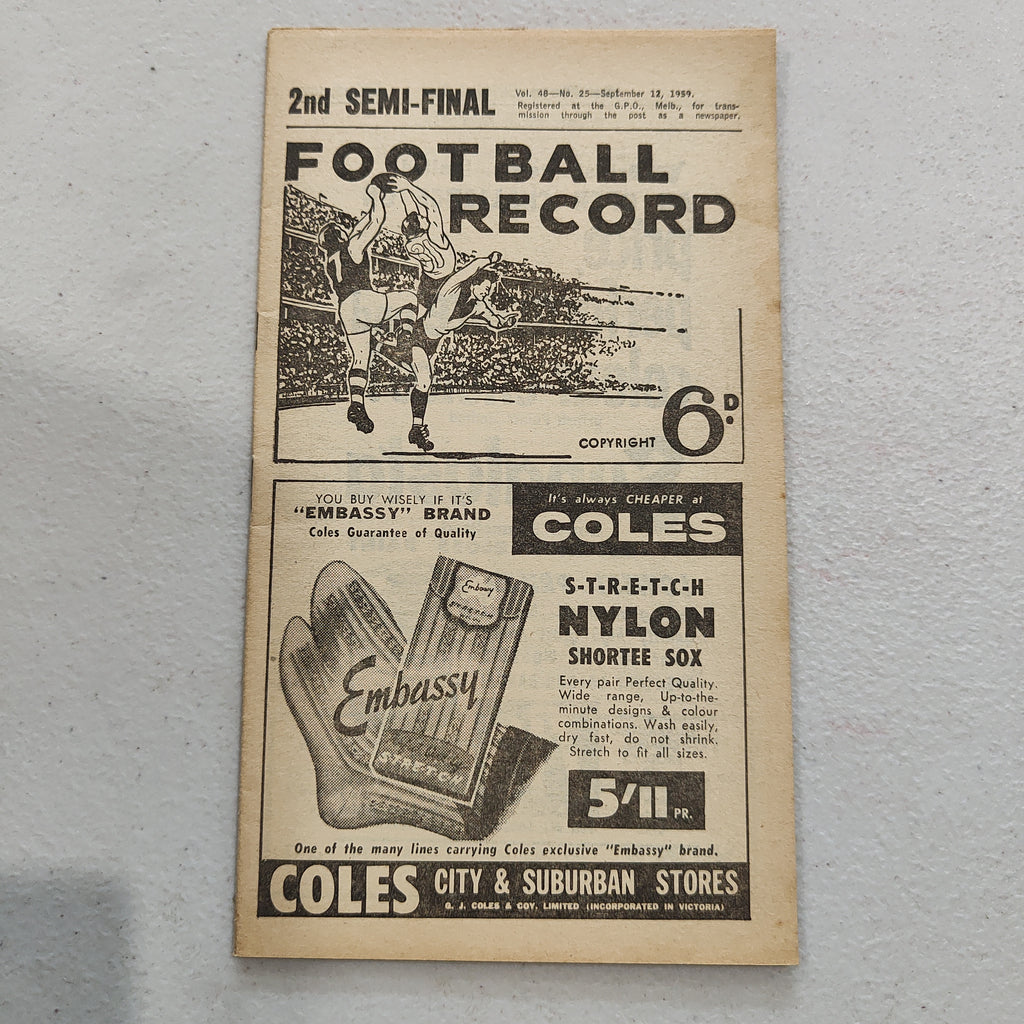 2nd SEMI-FINAL
Vol. 48—No. 25—September 12, 1959.
Registered at the G.P.O., Melb., for trans-
mission through the post as a newspaper.
FOOTBALL
RECORD
7
COPYRIGHT 6D.
YOU BUY WISELY IF IT'S
"EMBASSY" BRAND
Coles Guarantee of Quality
It's always CHEAPER at
COLES
Embassy
STRETCH
Embassy
STRETCH
S-T-R-E-T-C-H
NYLON
SHORTEE SOX
Every pair Perfect Quality.
Wide range, Up-to-the-
minute designs & colour
combinations. Wash easily,
dry fast, do not shrink.
Stretch to fit all sizes.
5'11 PR.
One of the many lines carrying Coles exclusive "Embassy" brand.
COLES CITY & SUBURBAN STORES
G. J. COLES & COY. LIMITED (INCORPORATED IN VICTORIA)